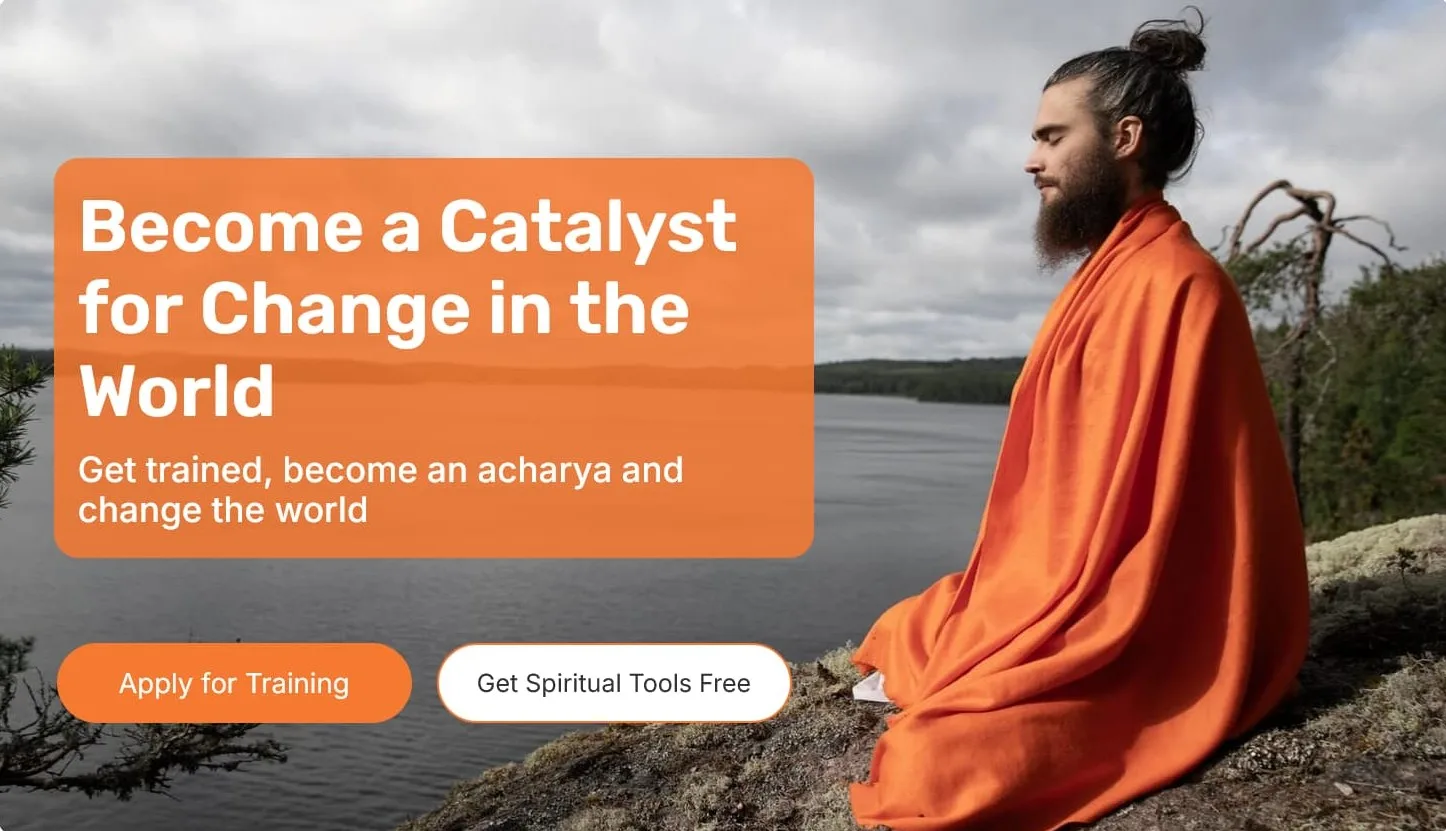 Become a Catalyst
for Change in the
World
Get trained, become an acharya and
change the world
Apply for Training
Get Spiritual Tools Free